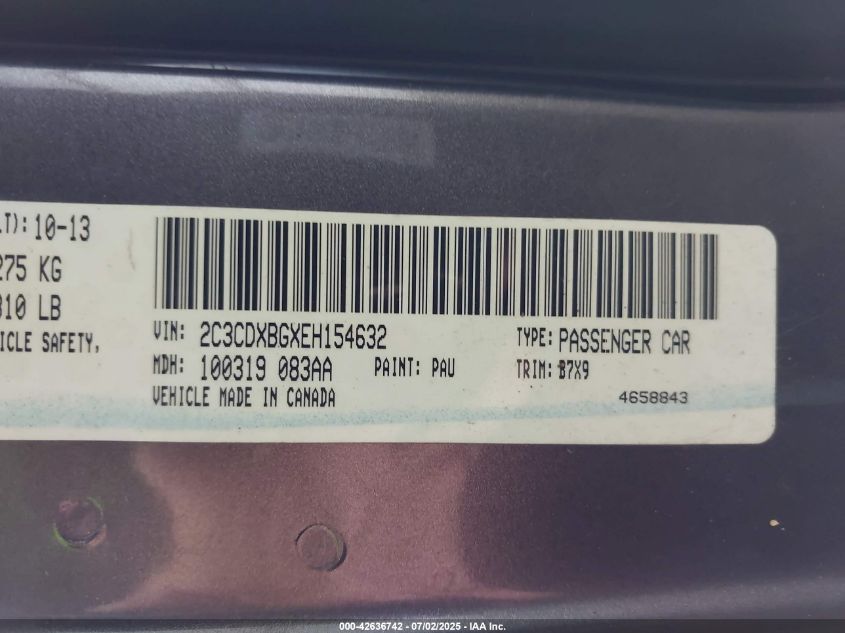 LT): 10-13
275 KG
310 LB
ICLE SAFETY,
VIN: 2C3CDXBGXEH154632
TYPE: PASSENGER CAR
MDH: 100319 083AA
PAINT: PAU
TRIM: B7X9
VEHICLE MADE IN CANADA
4658843
000-42636742 - 07/02/2025 - IAA Inc.